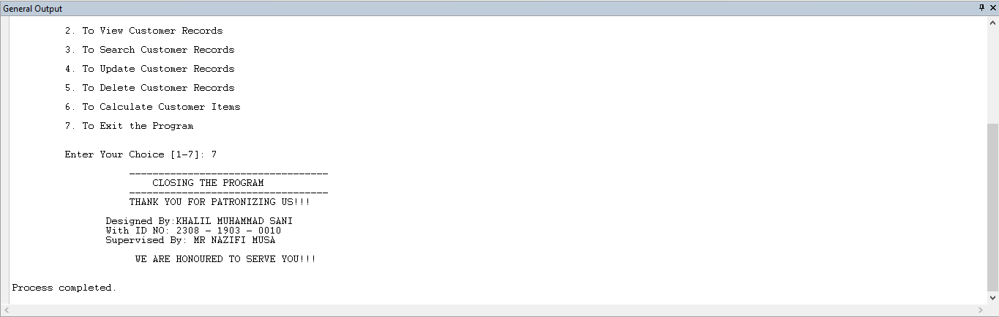 General Output
2. To View Customer Records
3. To Search Customer Records
4. To Update Customer Records
5. To Delete Customer Records
6. To Calculate Customer Items
7. To Exit the Program
Enter Your Choice [1-7]: 7
----------------------------------
CLOSING THE PROGRAM
----------------------------------
THANK YOU FOR PATRONIZING US!!!
Designed By:KHALIL MUHAMMAD SANI
With ID NO: 2308 - 1903 - 0010
Supervised By: MR NAZIFI MUSA
WE ARE HONOURED TO SERVE YOU!!!
Process completed.